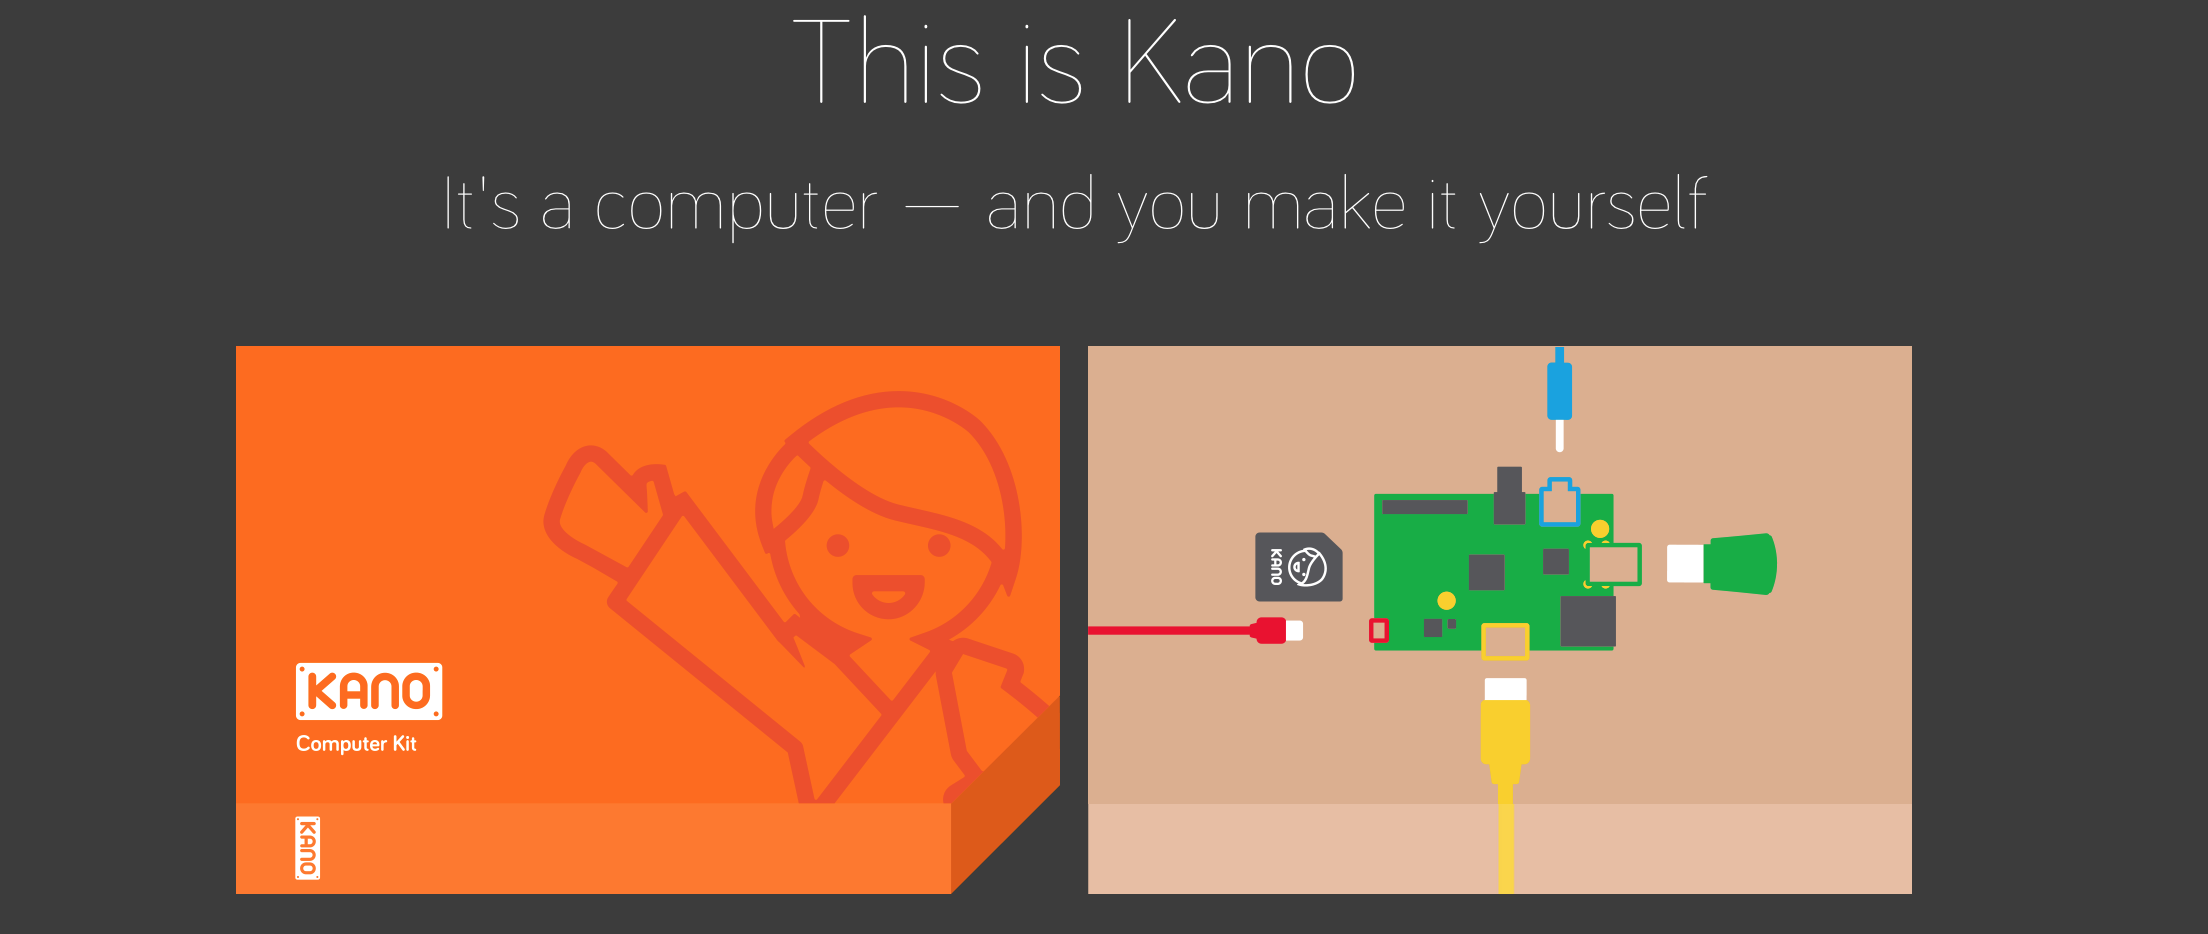 This is Kano
It's a computer — and you make it yourself
KANO
Computer Kit
KANO
KANO